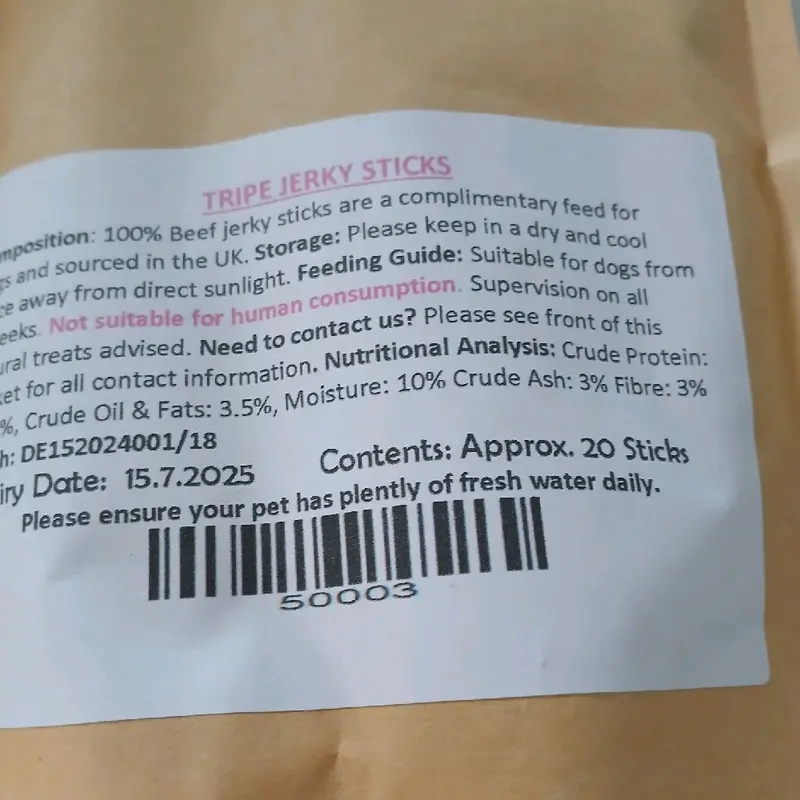 TRIPE JERKY STICKS
mposition: 100% Beef jerky sticks are a complimentary feed for
gs and sourced in the UK. Storage: Please keep in a dry and cool
ce away from direct sunlight. Feeding Guide: Suitable for dogs from
eeks. Not suitable for human consumption. Supervision on all
ural treats advised. Need to contact us? Please see front of this
ket for all contact information. Nutritional Analysis: Crude Protein:
%, Crude Oil & Fats: 3.5%, Moisture: 10% Crude Ash: 3% Fibre: 3%
h: DE152024001/18
iry Date: 15.7.2025 Contents: Approx. 20 Sticks
Please ensure your pet has plently of fresh water daily.
50003